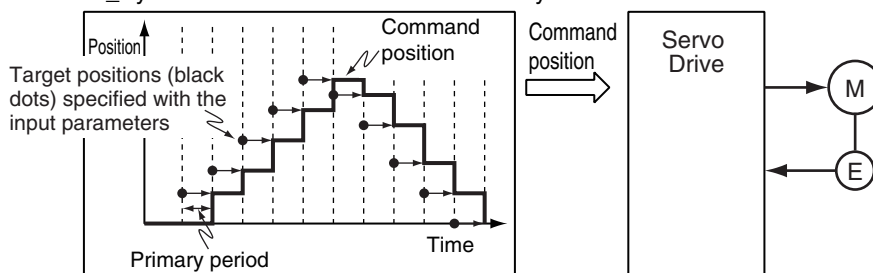 Position
Command
position
Target positions (black
dots) specified with the
input parameters
Primary period
Time
Command
position
Servo
Drive
M
E